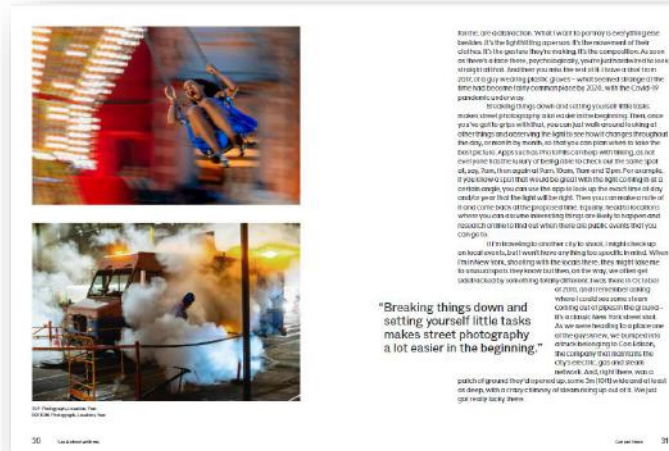 for me, are a distraction. What I want to portray is everything else
besides. It's the light hitting a person. It's the movement of their
clothes. It's the gesture they're making. It's the composition. As soon
as there's a face there, psychologically, you're just hardwired to look
straight at that. And then you miss the rest of it. I have a shot from
2017, of a guy wearing plastic gloves – what seemed strange at the
time had become fairly commonplace by 2020, with the Covid-19
pandemic under way.
Breaking things down and setting yourself little tasks
makes street photography a lot easier in the beginning. Then, once
you've got to grips with that, you can just walk around looking at
other things and observing the light to see how it changes throughout
the day, or month by month, so that you can plan when to take the
best picture. Apps such as PhotoPills can help with timing, as not
everyone has the luxury of being able to check out the same spot
at, say, 7am, then again at 9am, 10am, 11am and 12pm. For example,
if you know a spot that would be great with the light coming in at a
certain angle, you can use the app to look up the exact time of day
and/or year that the light will be right. Then you can make a note of
it and come back at the proposed time. Equally, head to locations
where you can assume interesting things are likely to happen and
research online to find out when there are public events that you
can go to.
If I'm traveling to another city to shoot, I might check up
on local events, but I won't have anything too specific in mind. When
I'm in New York, shooting with the locals there, they might take me
to unusual spots they know but then, on the way, we often get
sidetracked by something totally different. I was there in October
of 2018, and I remember asking
where I could see some steam
coming out of pipes in the ground –
it's a classic New York street shot.
As we were heading to a place one
of the guys knew, we bumped into
a truck belonging to Con Edison,
the company that maintains the
city's electric, gas and steam
network. And, right there, was a
patch of ground they'd opened up, some 3m (10ft) wide and at least
as deep, with a crazy chimney of steam rising up out of it. We just
got really lucky there.
"Breaking things down and
setting yourself little tasks
makes street photography
a lot easier in the beginning."
TOP Photograph, Location, Year
BOTTOM Photograph, Location, Year
30
31